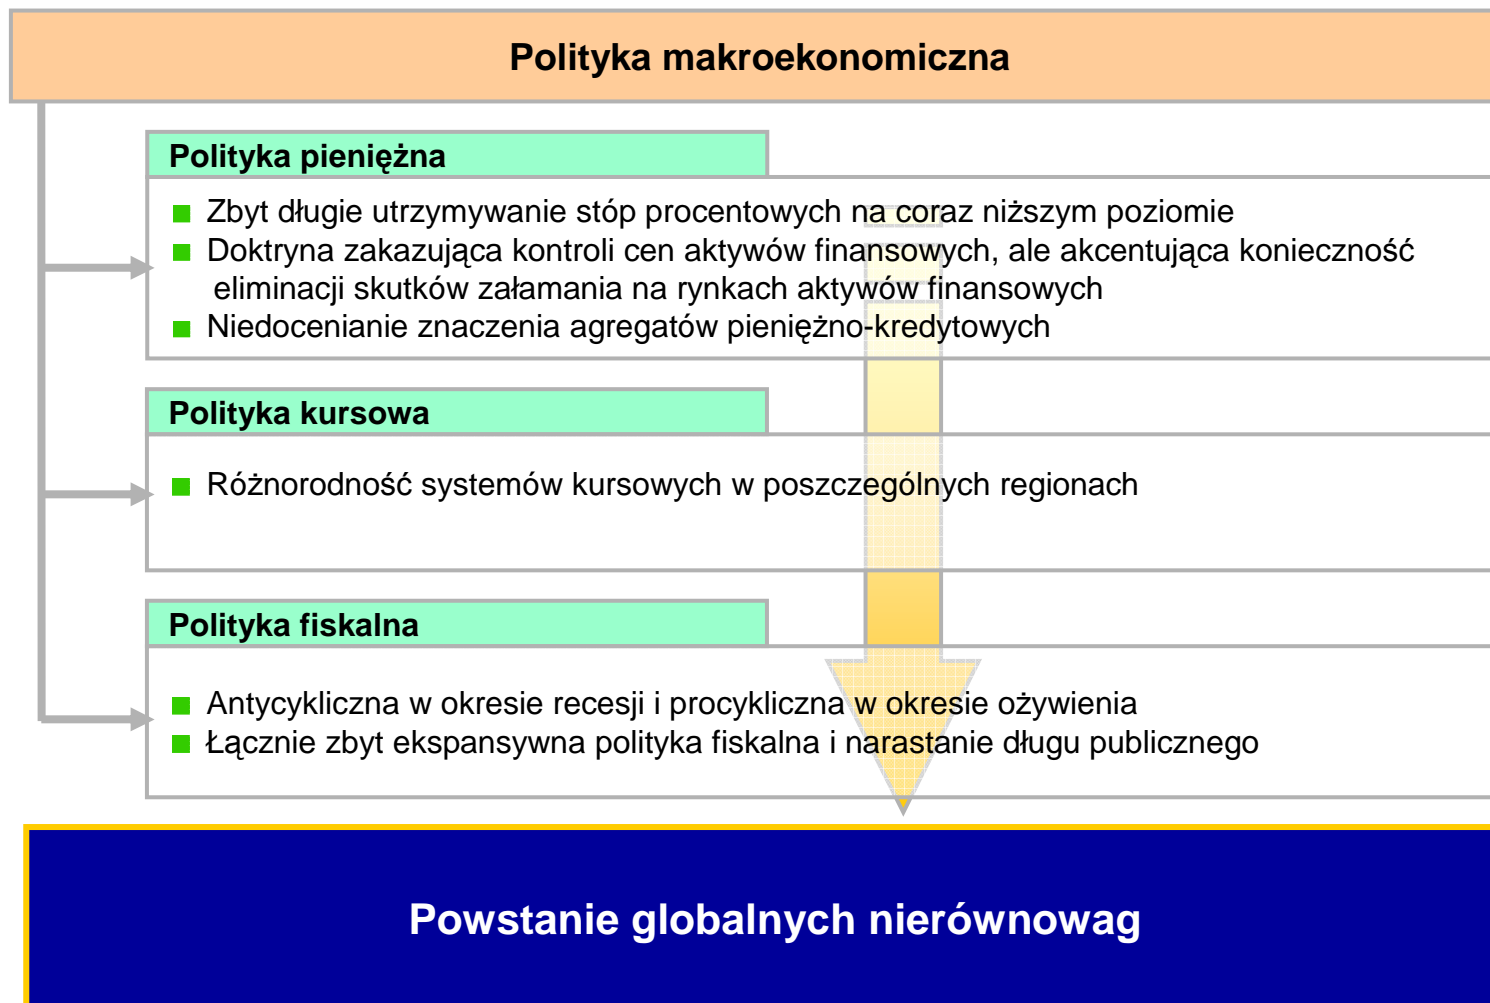 Polityka makroekonomiczna
Polityka pieniężna
Zbyt długie utrzymywanie stóp procentowych na coraz niższym poziomie
Doktryna zakazująca kontroli cen aktywów finansowych, ale akcentująca konieczność
eliminacji skutków załamania na rynkach aktywów finansowych
Niedocenianie znaczenia agregatów pieniężno-kredytowych
Polityka kursowa
Różnorodność systemów kursowych w poszczególnych regionach
Polityka fiskalna
Antycykliczna w okresie recesji i procykliczna w okresie ożywienia
Łącznie zbyt ekspansywna polityka fiskalna i narastanie długu publicznego
Powstanie globalnych nierównowag